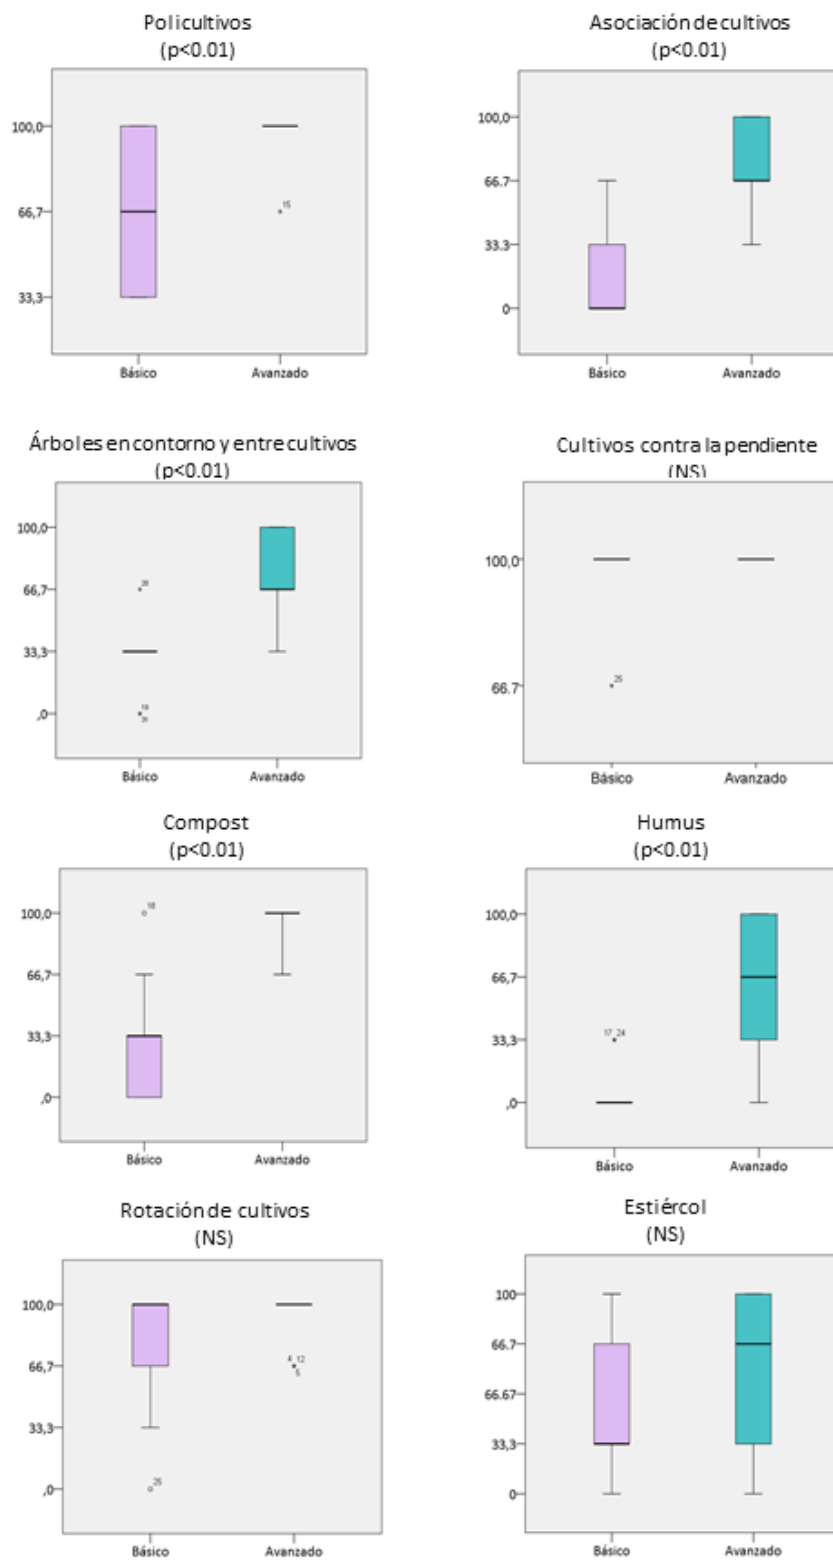 Policultivos
(p<0.01)
100,0
66,7
15
33,3
Básico
Avanzado
Asociación de cultivos
(p<0.01)
100,0
66.7
33.3
0
Básico
Avanzado
Árboles en contorno y entre cultivos
(p<0.01)
100,0
66,7
20
33,3
,0
Básico
Avanzado
Cultivos contra la pendiente
(NS)
100,0
66.7
25
Básico
Avanzado
Compost
(p<0.01)
100,0
18
66,7
33,3
,0
Básico
Avanzado
Humus
(p<0.01)
100,0
66,7
17 24
33,3
,0
Básico
Avanzado
Rotación de cultivos
(NS)
100,0
66,7
4 12
5
33,3
25
,0
Básico
Avanzado
Estiércol
(NS)
100
66.7
66.67
33,3
0
Básico
Avanzado